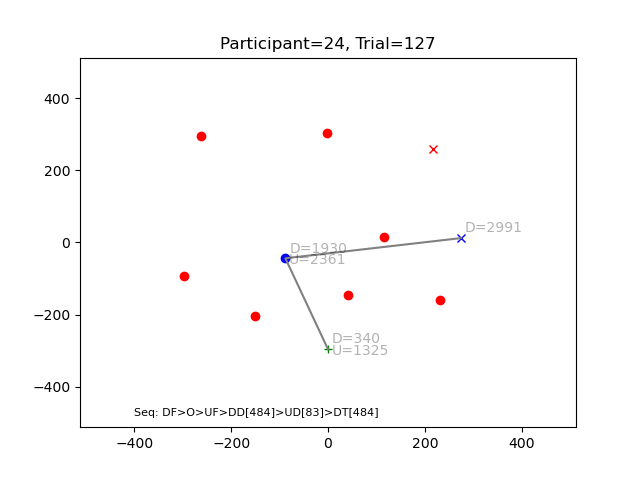 Participant=24, Trial=127
400
200
0
−200
−400
D=2991
D=1930
U=2361
D=340
U=1325
Seq: DF>O>UF>DD[484]>UD[83]>DT[484]
−400
−200
0
200
400